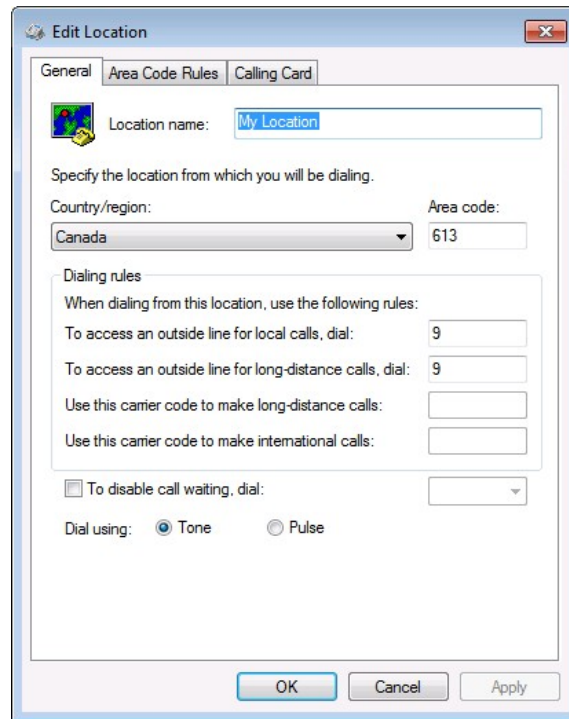 Edit Location
General Area Code Rules Calling Card
Location name: My Location
Specify the location from which you will be dialing.
Country/region: Area code:
Canada 613
Dialing rules
When dialing from this location, use the following rules:
To access an outside line for local calls, dial: 9
To access an outside line for long-distance calls, dial: 9
Use this carrier code to make long-distance calls:
Use this carrier code to make international calls:
To disable call waiting, dial:
Dial using: Tone Pulse
OK Cancel Apply